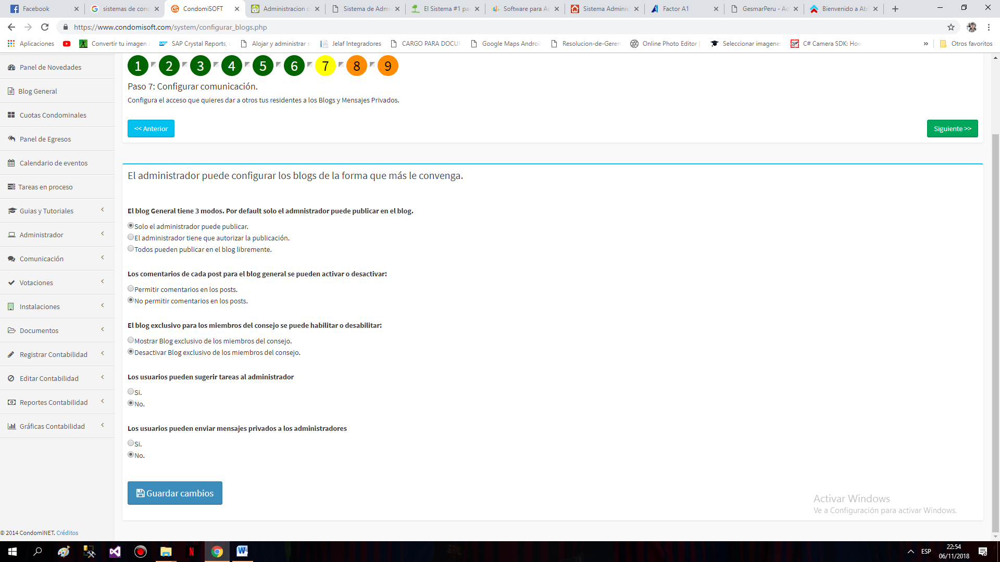 Facebook
sistemas de con
CondomiSOFT
Administracion c
Sistema de Adm
El Sistema #1 pa
Software para A
Sistema Adminis
Factor A1
GesmarPeru - Ad
Bienvenido a Ab
https://www.condomisoft.com/system/configurar_blogs.php
Aplicaciones
Convertir tu imagen
SAP Crystal Reports,
Alojar y administrar s
Jelaf Integradores
CARGO PARA DOCU
Google Maps Androi
Resolucion-de-Geren
Online Photo Editor
Seleccionar imagenes
C# Camera SDK: How
»
Otros favoritos
Panel de Novedades
Blog General
Cuotas Condominales
Panel de Egresos
Calendario de eventos
Tareas en proceso
Guias y Tutoriales
Administrador
Comunicación
Votaciones
Instalaciones
Documentos
Registrar Contabilidad
Editar Contabilidad
Reportes Contabilidad
Gráficas Contabilidad
© 2014 CondomiNET. Créditos
1 2 3 4 5 6 7 8 9
Paso 7: Configurar comunicación.
Configura el acceso que quieres dar a otros tus residentes a los Blogs y Mensajes Privados.
<< Anterior
Siguiente >>
El administrador puede configurar los blogs de la forma que más le convenga.
El blog General tiene 3 modos. Por default solo el admnistrador puede publicar en el blog.
Solo el administrador puede publicar.
El administrador tiene que autorizar la publicación.
Todos pueden publicar en el blog libremente.
Los comentarios de cada post para el blog general se pueden activar o desactivar:
Permitir comentarios en los posts.
No permitir comentarios en los posts.
El blog exclusivo para los miembros del consejo se puede habilitar o desabilitar:
Mostrar Blog exclusivo de los miembros del consejo.
Desactivar Blog exclusivo de los miembros del consejo.
Los usuarios pueden sugerir tareas al administrador
Si.
No.
Los usuarios pueden enviar mensajes privados a los administradores
Si.
No.
Guardar cambios
Activar Windows
Ve a Configuración para activar Windows.
ESP
22:54
06/11/2018